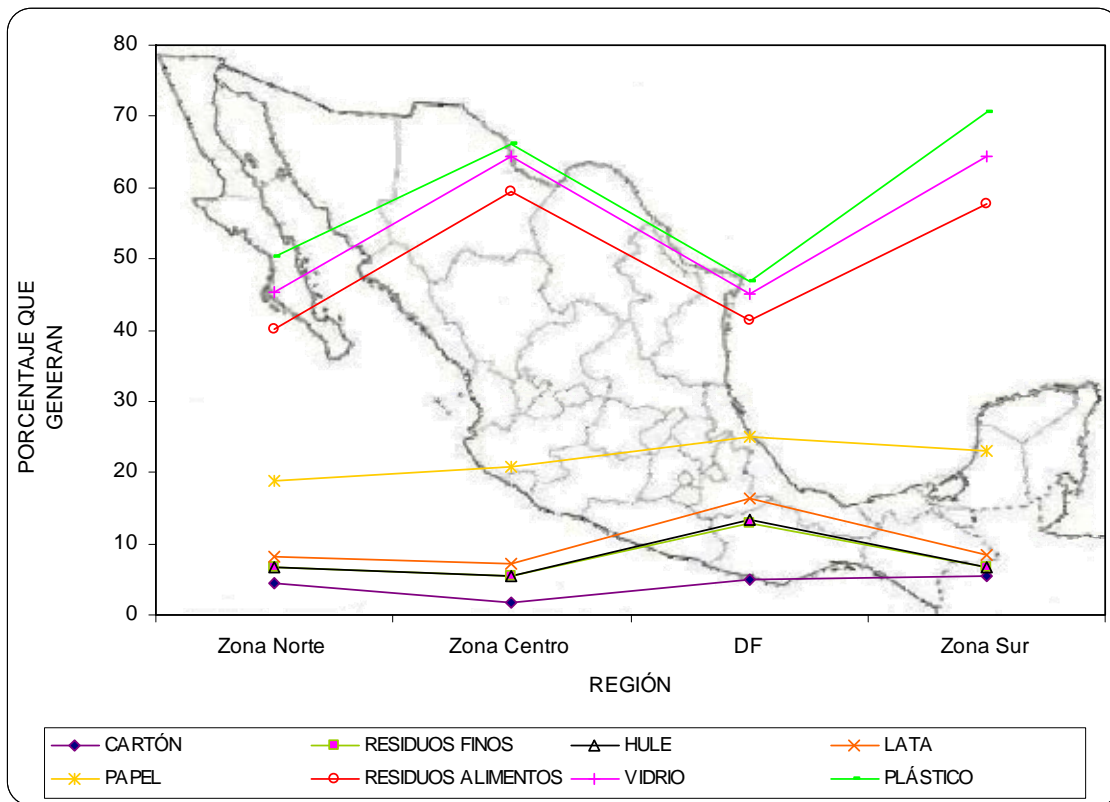 80
70
60
50
40
30
20
10
0
PORCENTAJE QUE
GENERAN
Zona Norte
Zona Centro
DF
Zona Sur
REGIÓN
CARTÓN
RESIDUOS FINOS
HULE
LATA
PAPEL
RESIDUOS ALIMENTOS
VIDRIO
PLÁSTICO